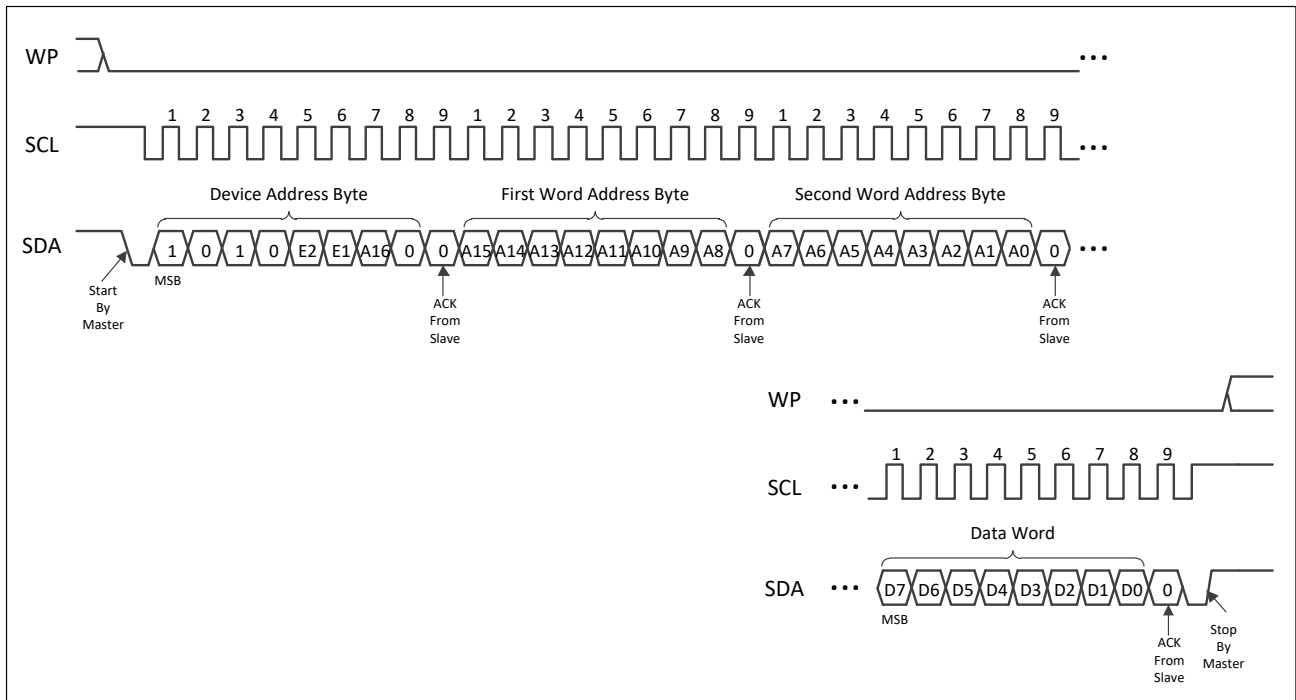 WP
•••
1 2 3 4 5 6 7 8 9 1 2 3 4 5 6 7 8 9 1 2 3 4 5 6 7 8 9
SCL
•••
Device Address Byte First Word Address Byte Second Word Address Byte
SDA 1 0 1 0 E2 E1 A16 0 0 A15 A14 A13 A12 A11 A10 A9 A8 0 A7 A6 A5 A4 A3 A2 A1 A0 0 •••
MSB
Start
By
Master
ACK
From
Slave
ACK
From
Slave
ACK
From
Slave
WP •••
1 2 3 4 5 6 7 8 9
SCL •••
Data Word
SDA ••• D7 D6 D5 D4 D3 D2 D1 D0 0
MSB
ACK
From
Slave
Stop
By
Master